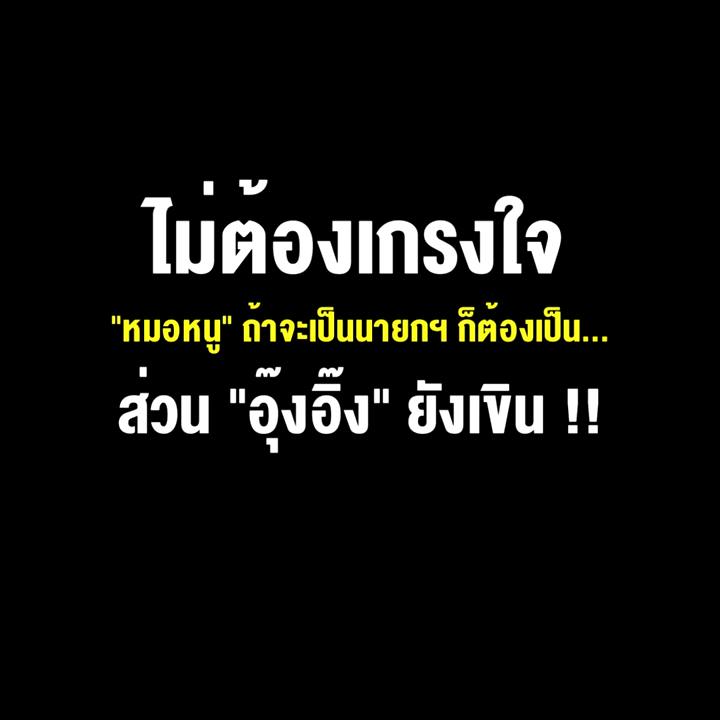 ไม่ต้องเกรงใจ
"หมอหนู" ถ้าจะเป็นนายกฯ ก็ต้องเป็น...
ส่วน "อุ๊งอิ๊ง" ยังเขิน !!